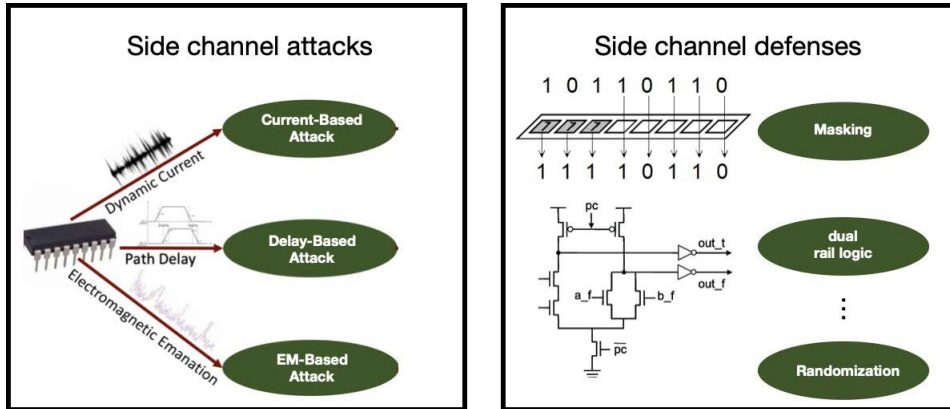 Side channel attacks
Current-Based
Attack
Dynamic Current
Delay-Based
Attack
Path Delay
Electromagnetic Emanation
EM-Based
Attack
Side channel defenses
1 0 1 1 0 1 1 0
1 1 1 1 0 1 1 0
Masking
pc
out_t
out_f
a_f
b_f
pc
dual
rail logic
Randomization